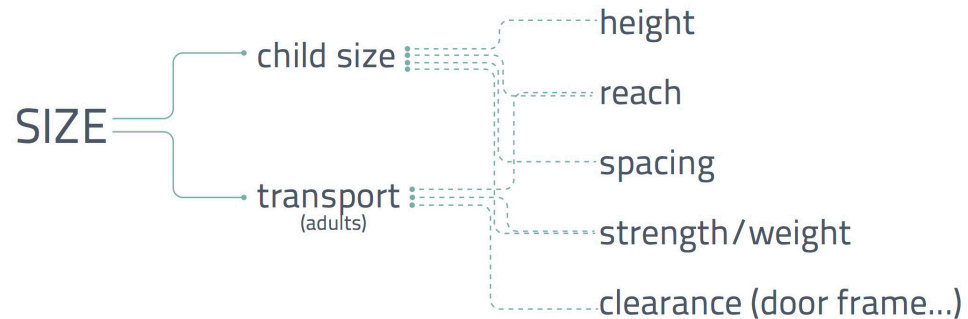 SIZE
child size
transport
(adults)
height
reach
spacing
strength/weight
clearance (door frame...)